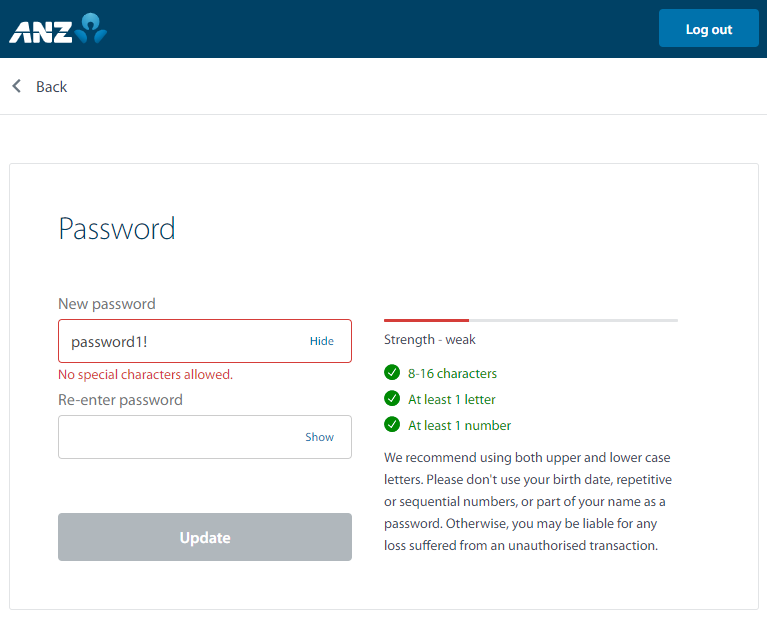 ANZ
Log out
Back
Password
New password
password1!
Hide
No special characters allowed.
Re-enter password
Show
Update
Strength - weak
8-16 characters
At least 1 letter
At least 1 number
We recommend using both upper and lower case
letters. Please don't use your birth date, repetitive
or sequential numbers, or part of your name as a
password. Otherwise, you may be liable for any
loss suffered from an unauthorised transaction.